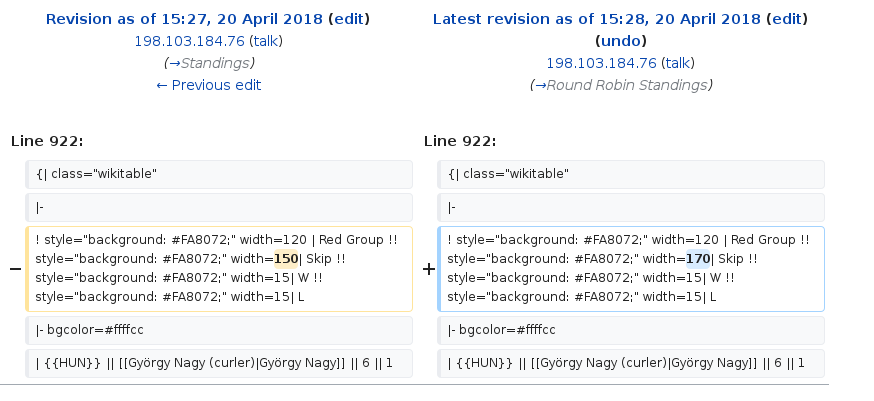 Revision as of 15:27, 20 April 2018 (edit)
198.103.184.76 (talk)
(→Standings)
← Previous edit
Latest revision as of 15:28, 20 April 2018 (edit)
(undo)
198.103.184.76 (talk)
(→Round Robin Standings)
Line 922:
Line 922:
{| class="wikitable"
{| class="wikitable"
|-
|-
−
! style="background: #FA8072;" width=120 | Red Group !!
style="background: #FA8072;" width=150| Skip !!
style="background: #FA8072;" width=15| W !!
style="background: #FA8072;" width=15| L
+
! style="background: #FA8072;" width=120 | Red Group !!
style="background: #FA8072;" width=170| Skip !!
style="background: #FA8072;" width=15| W !!
style="background: #FA8072;" width=15| L
|- bgcolor=#ffffcc
|- bgcolor=#ffffcc
| {{HUN}} || [[György Nagy (curler)|György Nagy]] || 6 || 1
| {{HUN}} || [[György Nagy (curler)|György Nagy]] || 6 || 1